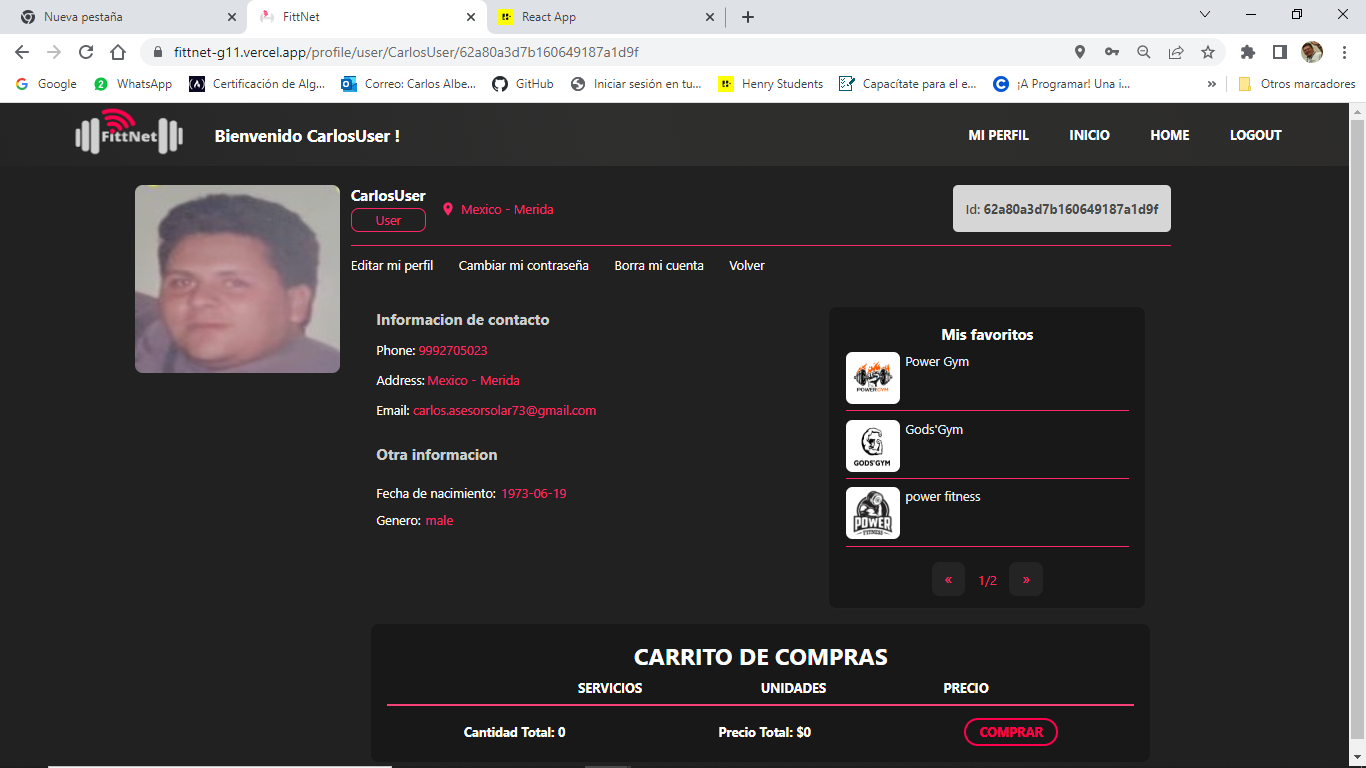 Nueva pestaña
FittNet
React App
fittnet-g11.vercel.app/profile/user/CarlosUser/62a80a3d7b160649187a1d9f
Google
WhatsApp
Certificación de Alg...
Correo: Carlos Albe...
GitHub
Iniciar sesión en tu...
Henry Students
Capacítate para el e...
¡A Programar! Una i...
»
Otros marcadores
FittNet
Bienvenido CarlosUser !
MI PERFIL
INICIO
HOME
LOGOUT
CarlosUser
User
Mexico - Merida
Id: 62a80a3d7b160649187a1d9f
Editar mi perfil
Cambiar mi contraseña
Borra mi cuenta
Volver
Informacion de contacto
Phone: 9992705023
Address: Mexico - Merida
Email: carlos.asesorsolar73@gmail.com
Otra informacion
Fecha de nacimiento: 1973-06-19
Genero: male
Mis favoritos
POWERGYM
Power Gym
GODS'GYM
Gods'Gym
POWER
FITNESS
power fitness
« 1/2 »
CARRITO DE COMPRAS
SERVICIOS
UNIDADES
PRECIO
Cantidad Total: 0
Precio Total: $0
COMPRAR